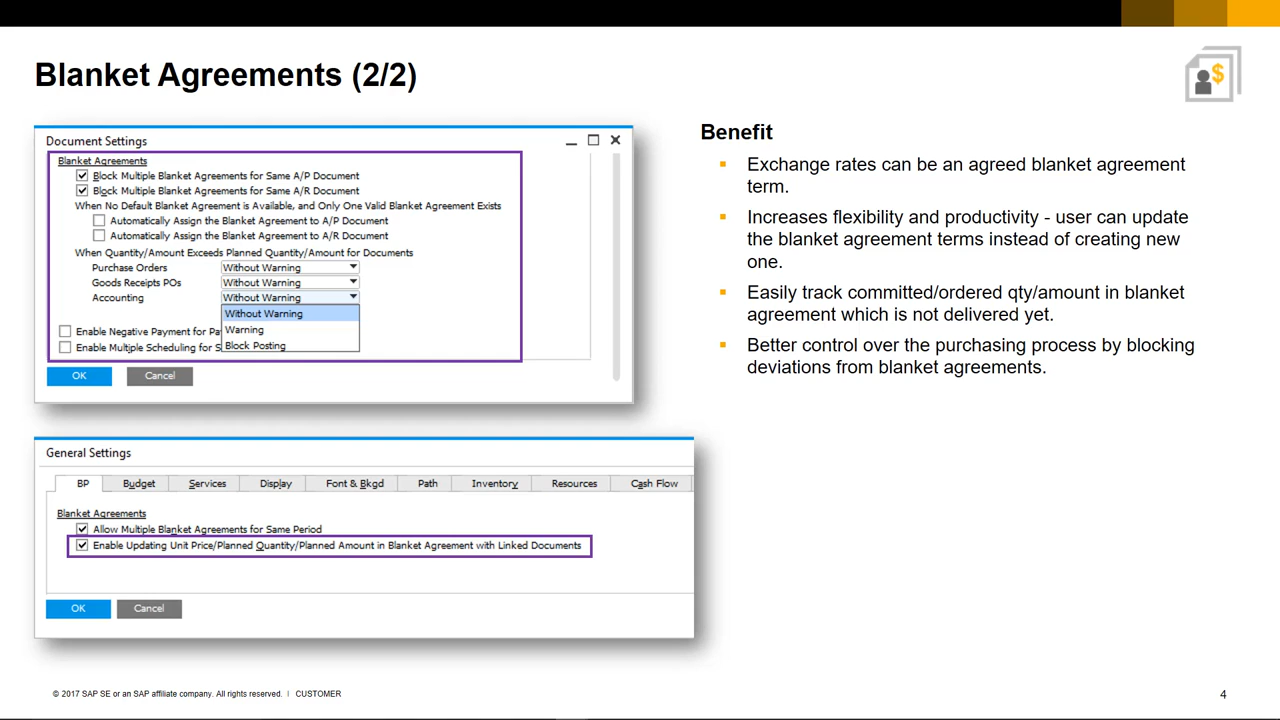 Blanket Agreements (2/2)
$
Document Settings
Blanket Agreements
Block Multiple Blanket Agreements for Same A/P Document
Block Multiple Blanket Agreements for Same A/R Document
When No Default Blanket Agreement is Available, and Only One Valid Blanket Agreement Exists
Automatically Assign the Blanket Agreement to A/P Document
Automatically Assign the Blanket Agreement to A/R Document
When Quantity/Amount Exceeds Planned Quantity/Amount for Documents
Purchase Orders Without Warning
Goods Receipts POs Without Warning
Accounting Without Warning
Without Warning
Warning
Block Posting
Enable Negative Payment for Pa
Enable Multiple Scheduling for S
OK Cancel
General Settings
BP Budget Services Display Font & Bkgd Path Inventory Resources Cash Flow
Blanket Agreements
Allow Multiple Blanket Agreements for Same Period
Enable Updating Unit Price/Planned Quantity/Planned Amount in Blanket Agreement with Linked Documents
OK Cancel
Benefit
Exchange rates can be an agreed blanket agreement
term.
Increases flexibility and productivity - user can update
the blanket agreement terms instead of creating new
one.
Easily track committed/ordered qty/amount in blanket
agreement which is not delivered yet.
Better control over the purchasing process by blocking
deviations from blanket agreements.
© 2017 SAP SE or an SAP affiliate company. All rights reserved. | CUSTOMER
4